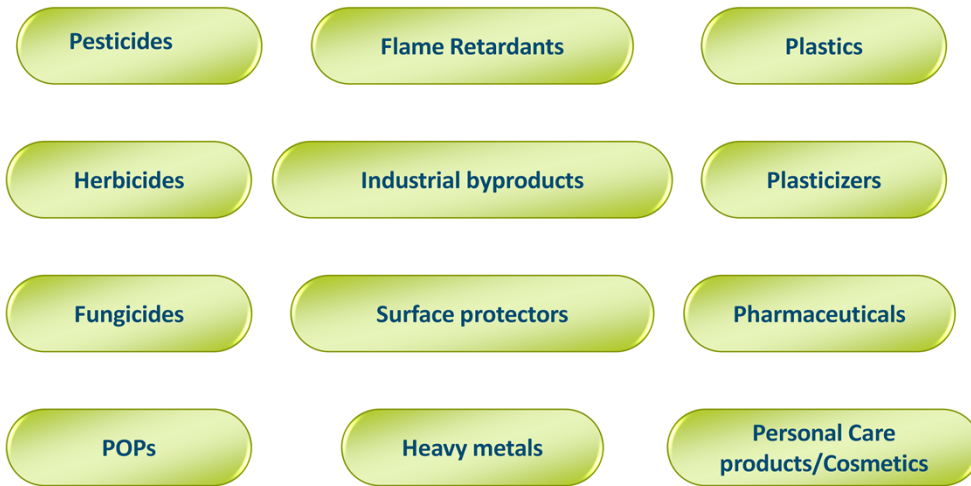 Pesticides
Flame Retardants
Plastics
Herbicides
Industrial byproducts
Plasticizers
Fungicides
Surface protectors
Pharmaceuticals
POPs
Heavy metals
Personal Care
products/Cosmetics